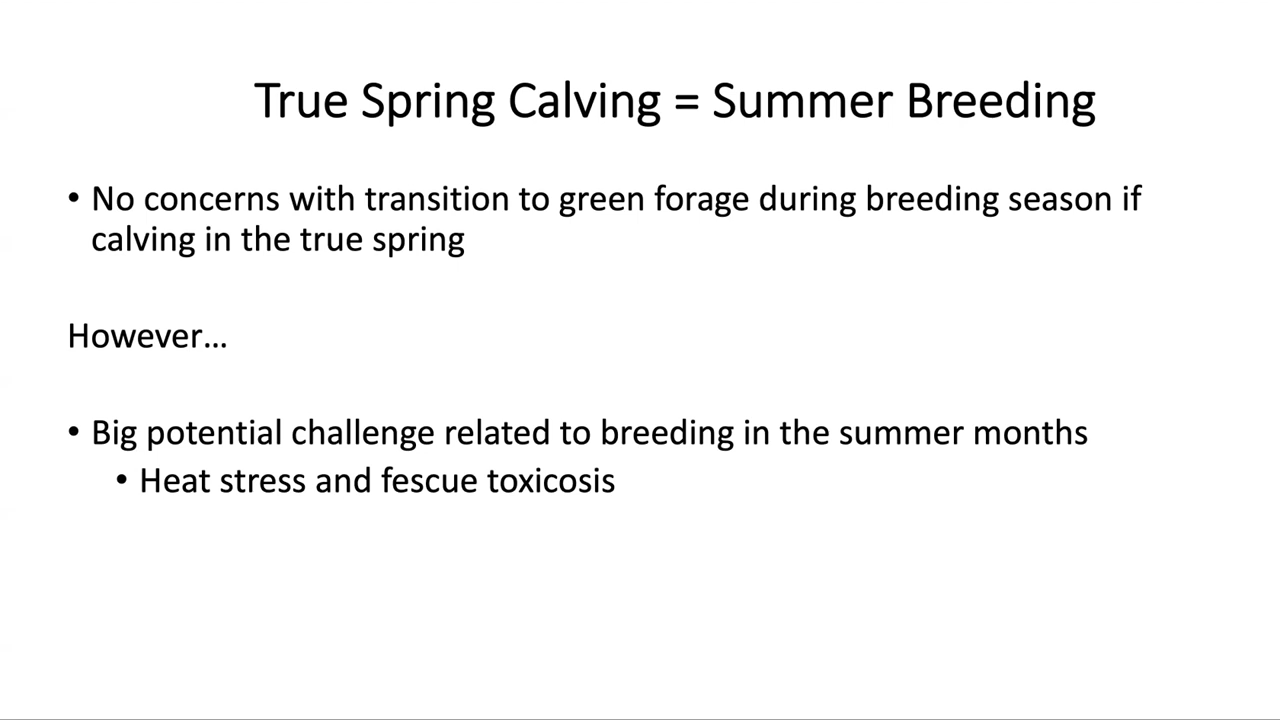 True Spring Calving = Summer Breeding
• No concerns with transition to green forage during breeding season if
calving in the true spring
However…
• Big potential challenge related to breeding in the summer months
• Heat stress and fescue toxicosis